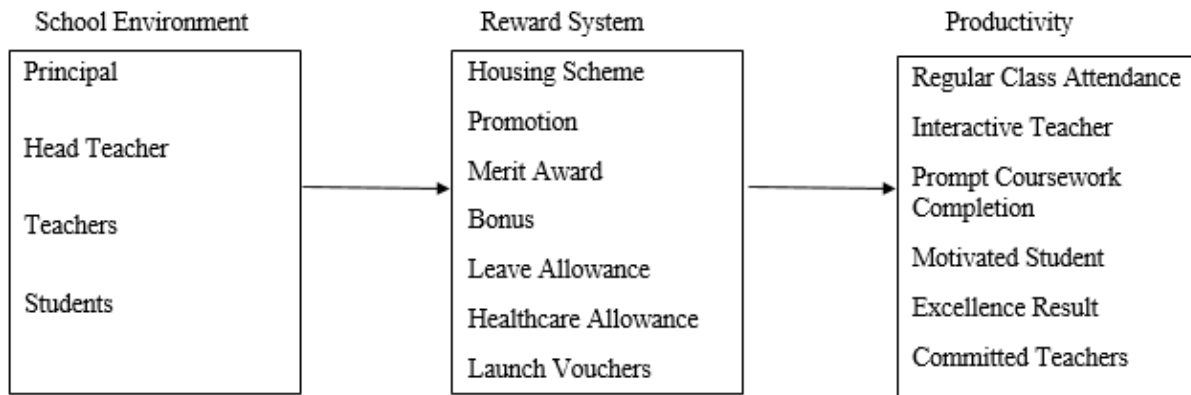 School Environment
Principal
Head Teacher
Teachers
Students
Reward System
Housing Scheme
Promotion
Merit Award
Bonus
Leave Allowance
Healthcare Allowance
Launch Vouchers
Productivity
Regular Class Attendance
Interactive Teacher
Prompt Coursework
Completion
Motivated Student
Excellence Result
Committed Teachers